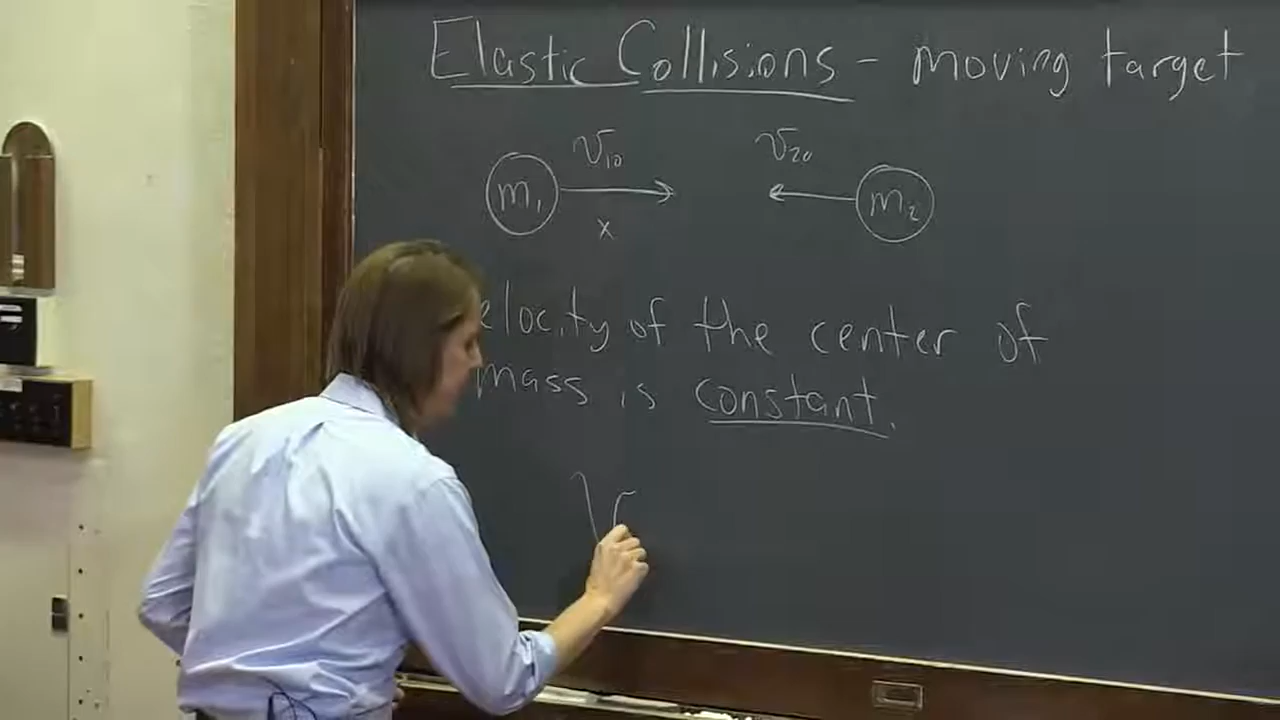 Elastic Collisions - moving target
v10 v20
m1 m2
x
elocity of the center of
mass is constant.
V